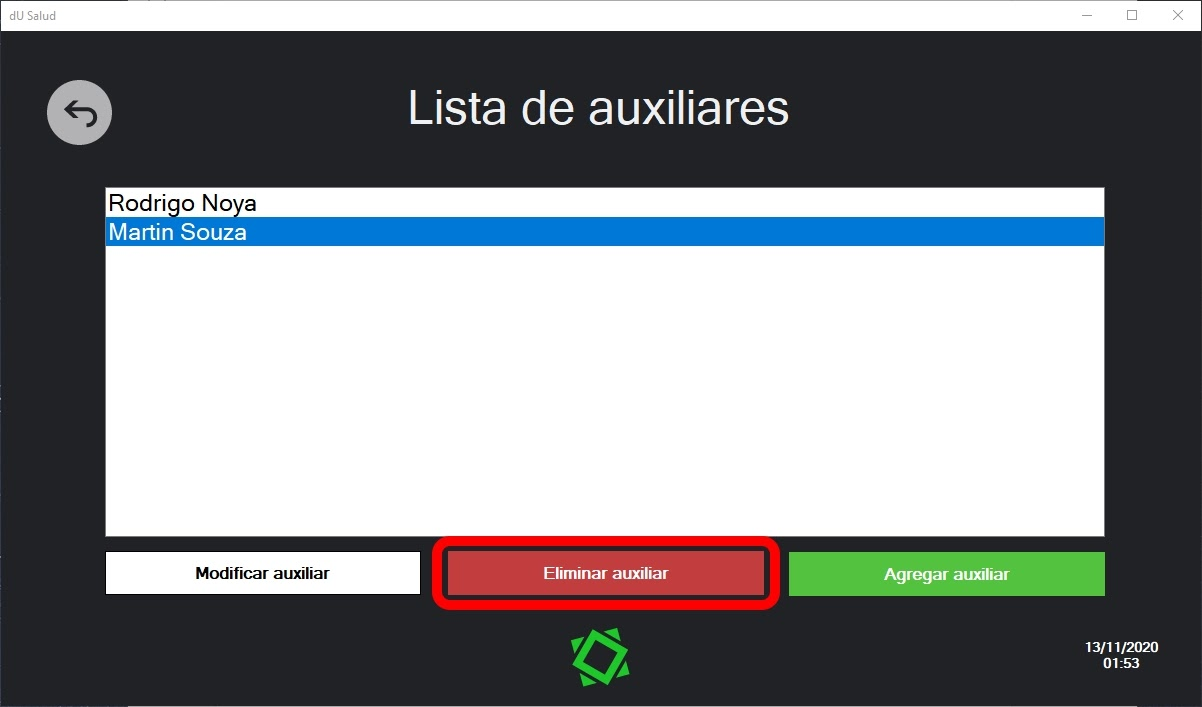 dU Salud
Lista de auxiliares
Rodrigo Noya
Martin Souza
Modificar auxiliar
Eliminar auxiliar
Agregar auxiliar
13/11/2020
01:53